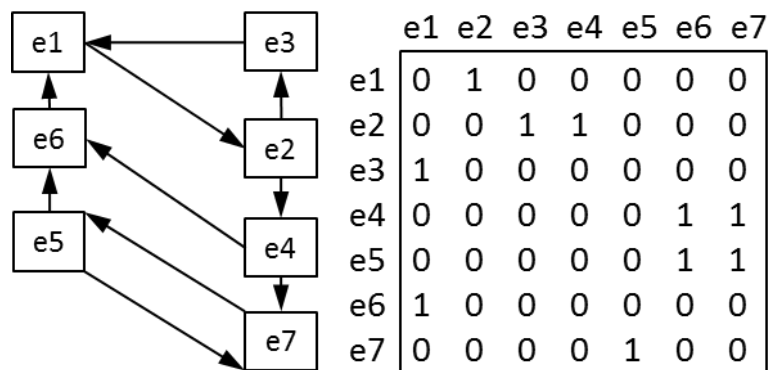 e1
e3
e6
e2
e5
e4
e7
e1 e2 e3 e4 e5 e6 e7
e1 0 1 0 0 0 0 0
e2 0 0 1 1 0 0 0
e3 1 0 0 0 0 0 0
e4 0 0 0 0 0 1 1
e5 0 0 0 0 0 1 1
e6 1 0 0 0 0 0 0
e7 0 0 0 0 1 0 0